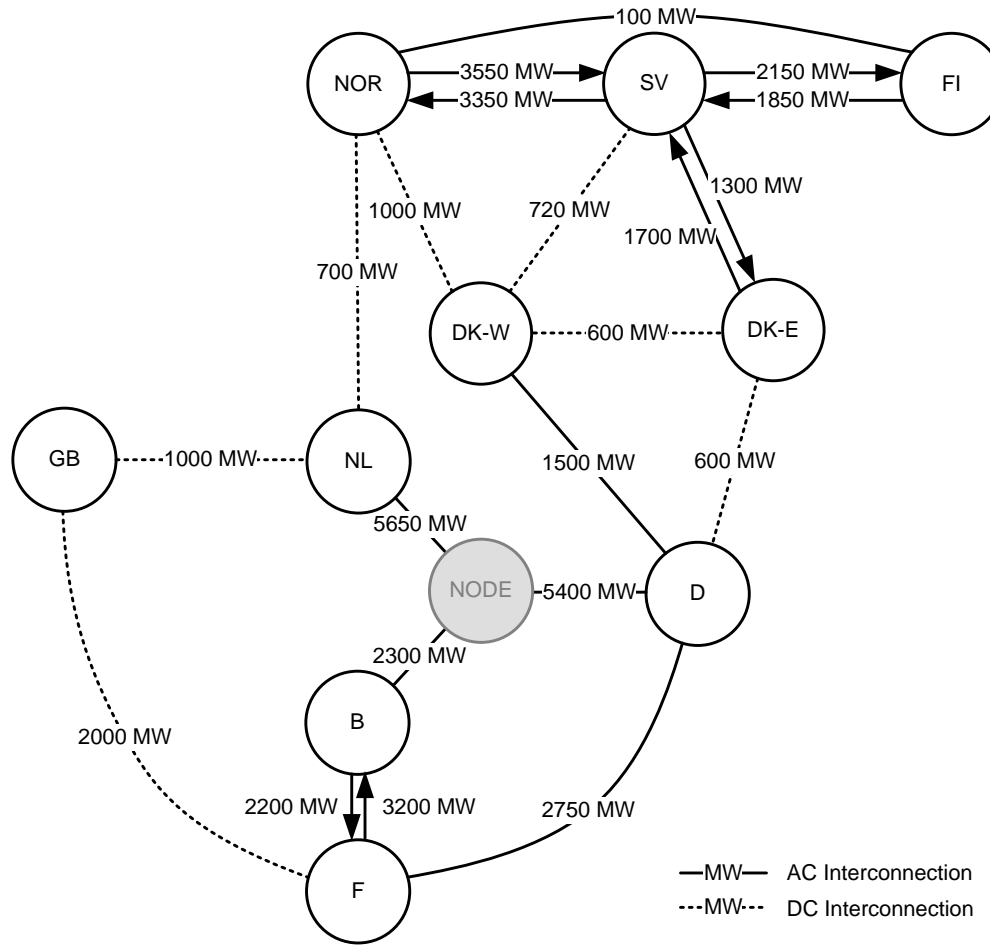 100 MW
NOR
3550 MW
3350 MW
SV
2150 MW
1850 MW
FI
1000 MW
720 MW
1300 MW
1700 MW
700 MW
DK-W
600 MW
DK-E
GB
1000 MW
NL
1500 MW
600 MW
5650 MW
NODE
5400 MW
D
2300 MW
B
2000 MW
2200 MW
3200 MW
2750 MW
F
MW AC Interconnection
MW DC Interconnection